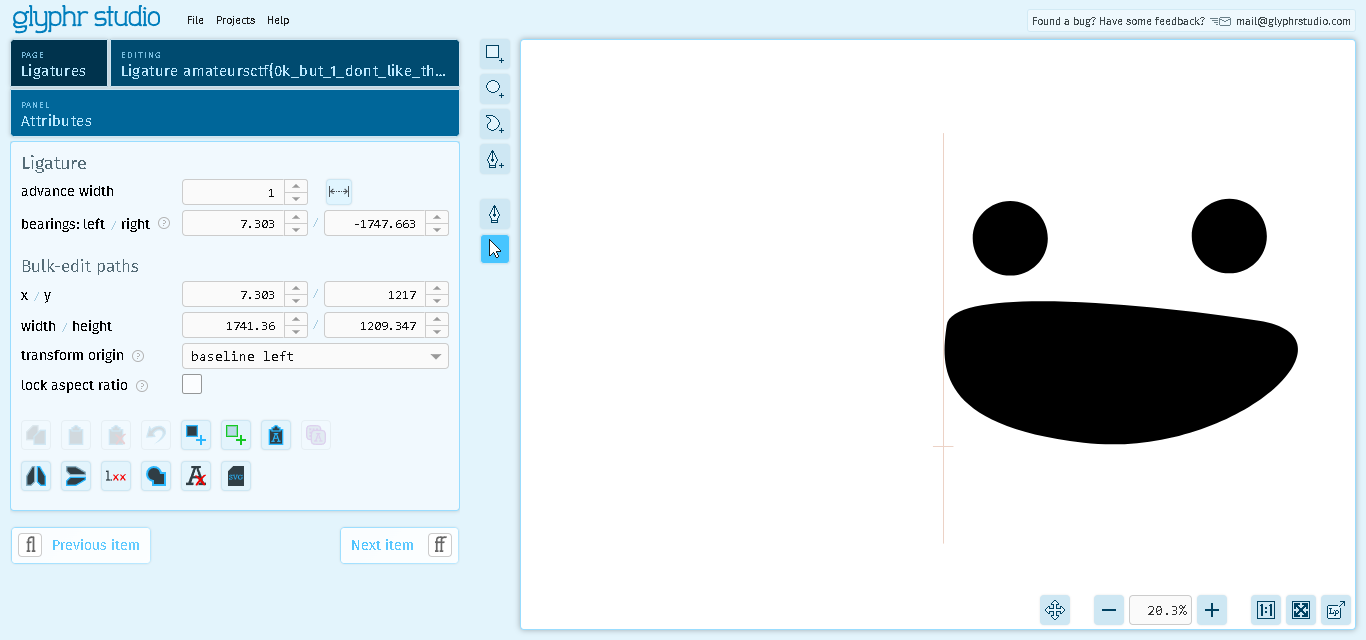 glyphr studio
File Projects Help
Found a bug? Have some feedback? mail@glyphrstudio.com
PAGE
Ligatures
EDITING
Ligature amateursctf{0k_but_1_dont_like_th...
PANEL
Attributes
Ligature
advance width 1
bearings: left / right ? 7.303 / -1747.663
Bulk-edit paths
x / y 7.303 / 1217
width / height 1741.36 / 1209.347
transform origin ? baseline left
lock aspect ratio ?
A A
1.xx A x SVG
fl Previous item
Next item ff
20.3% 1:1 Lp